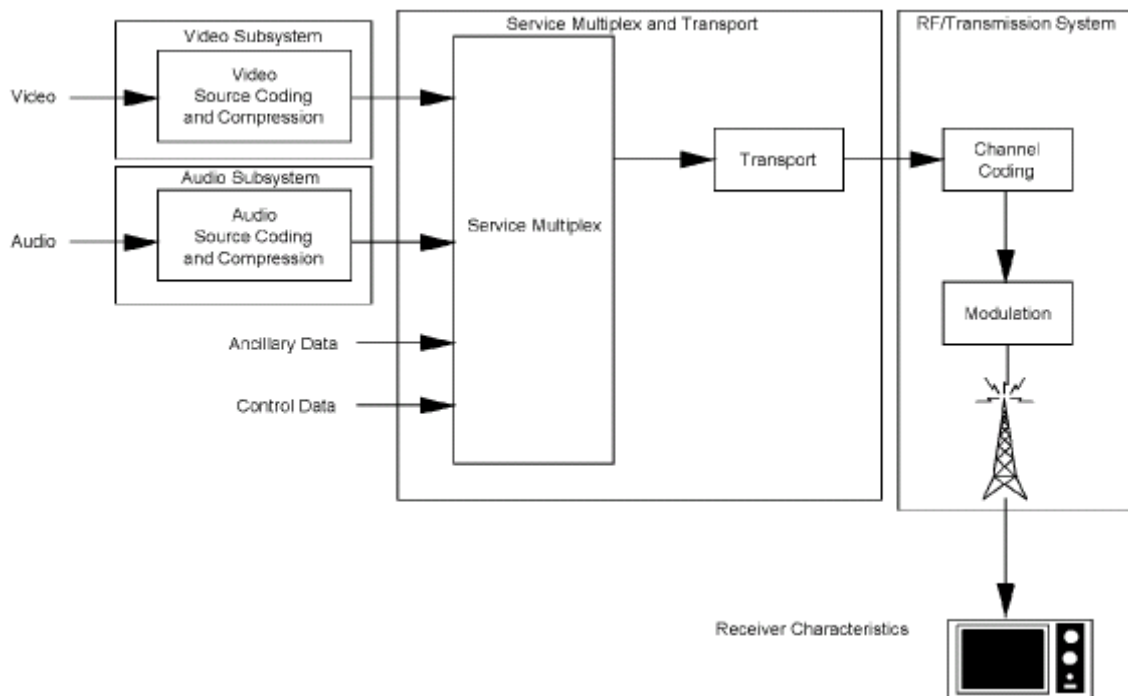 Video Subsystem
Service Multiplex and Transport
RF/Transmission System
Video
Video
Source Coding
and Compression
Audio Subsystem
Audio
Audio
Source Coding
and Compression
Service Multiplex
Transport
Channel
Coding
Modulation
Ancillary Data
Control Data
Receiver Characteristics